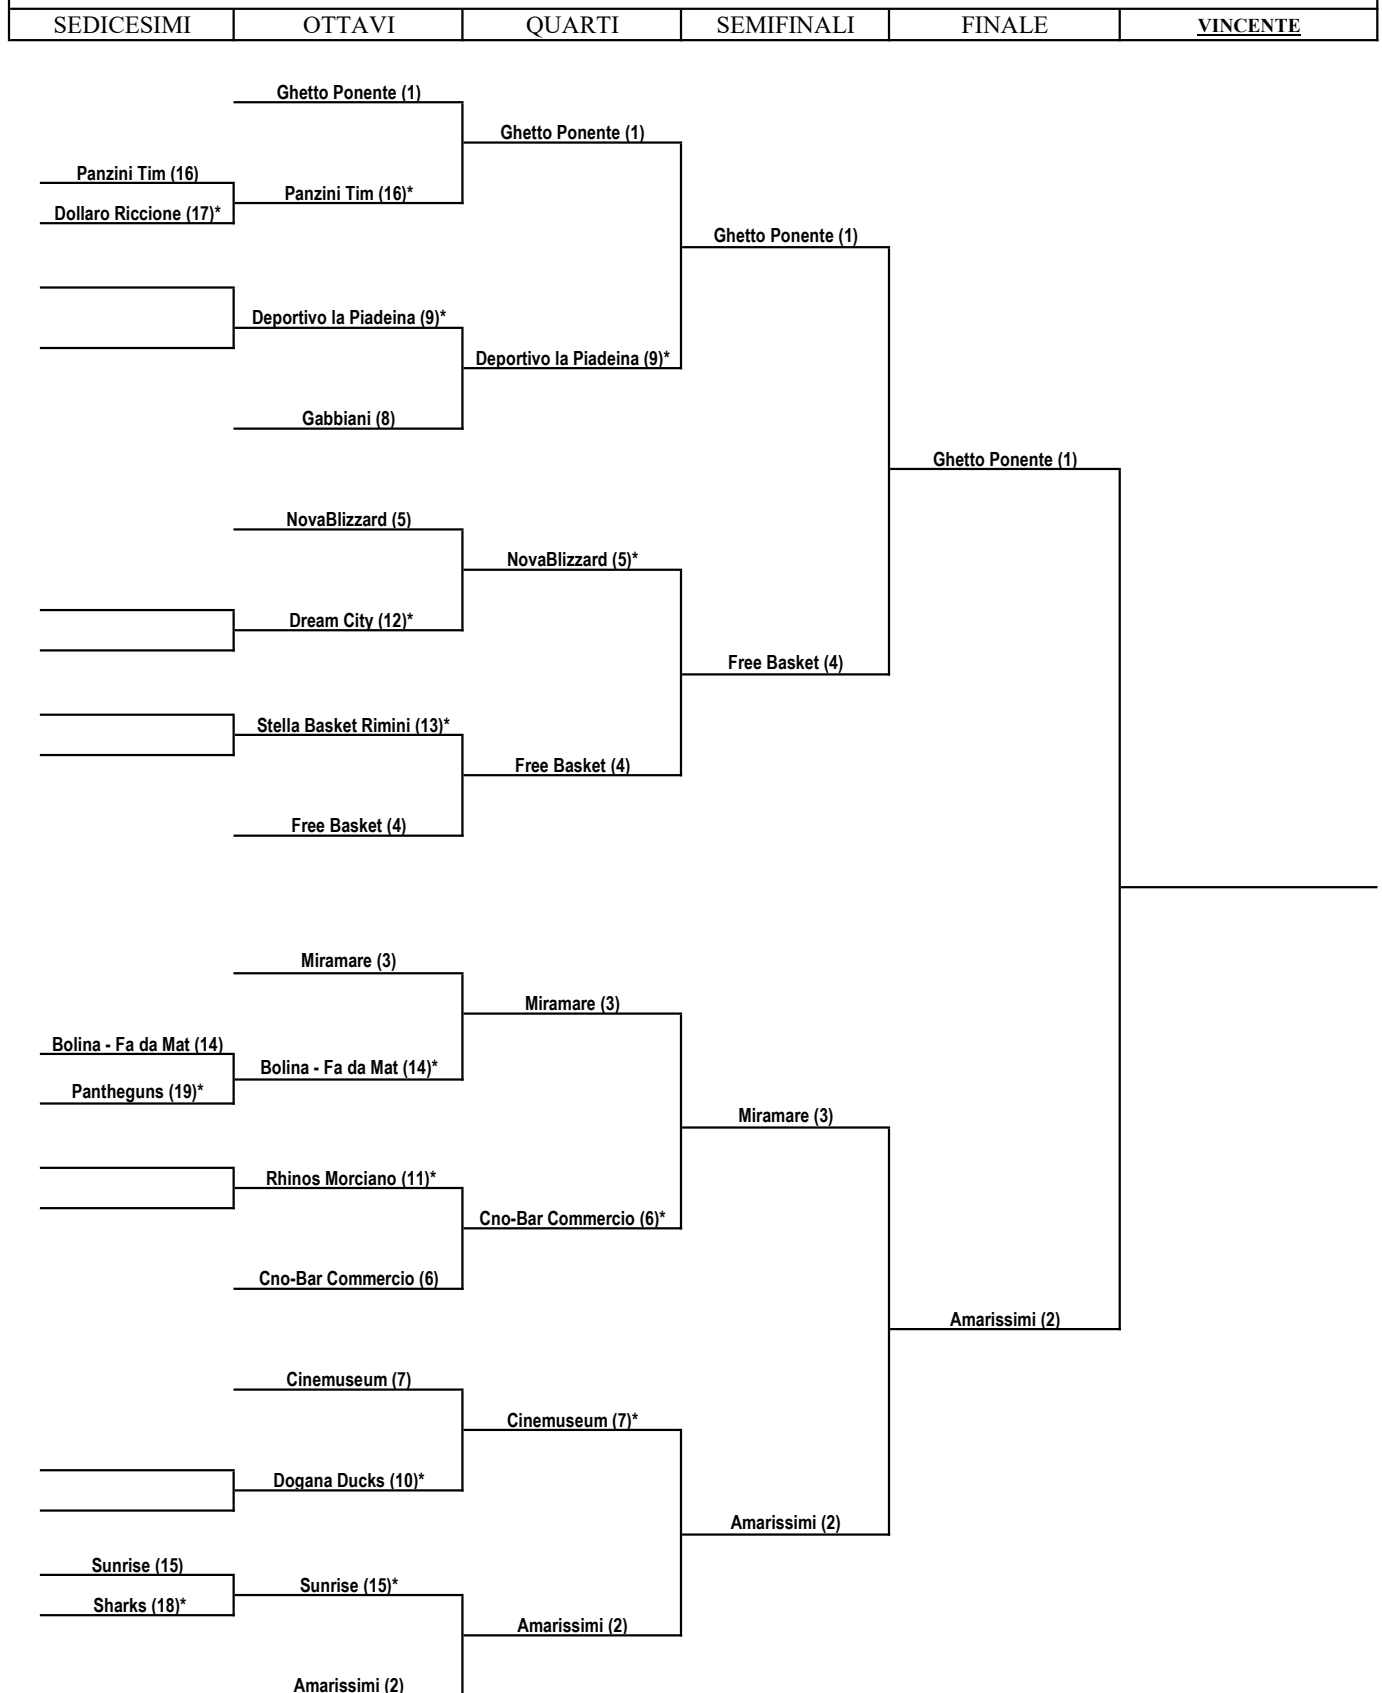 SEDICESIMI OTTAVI QUARTI SEMIFINALI FINALE VINCENTE
Ghetto Ponente (1)
Ghetto Ponente (1)
Panzini Tim (16)
Panzini Tim (16)*
Dollaro Riccione (17)*
Ghetto Ponente (1)
Deportivo la Piadeina (9)*
Deportivo la Piadeina (9)*
Gabbiani (8)
Ghetto Ponente (1)
NovaBlizzard (5)
NovaBlizzard (5)*
Dream City (12)*
Free Basket (4)
Stella Basket Rimini (13)*
Free Basket (4)
Free Basket (4)
Miramare (3)
Miramare (3)
Bolina - Fa da Mat (14)
Bolina - Fa da Mat (14)*
Pantheguns (19)*
Miramare (3)
Rhinos Morciano (11)*
Cno-Bar Commercio (6)*
Cno-Bar Commercio (6)
Amarissimi (2)
Cinemuseum (7)
Cinemuseum (7)*
Dogana Ducks (10)*
Amarissimi (2)
Sunrise (15)
Sunrise (15)*
Sharks (18)*
Amarissimi (2)
Amarissimi (2)